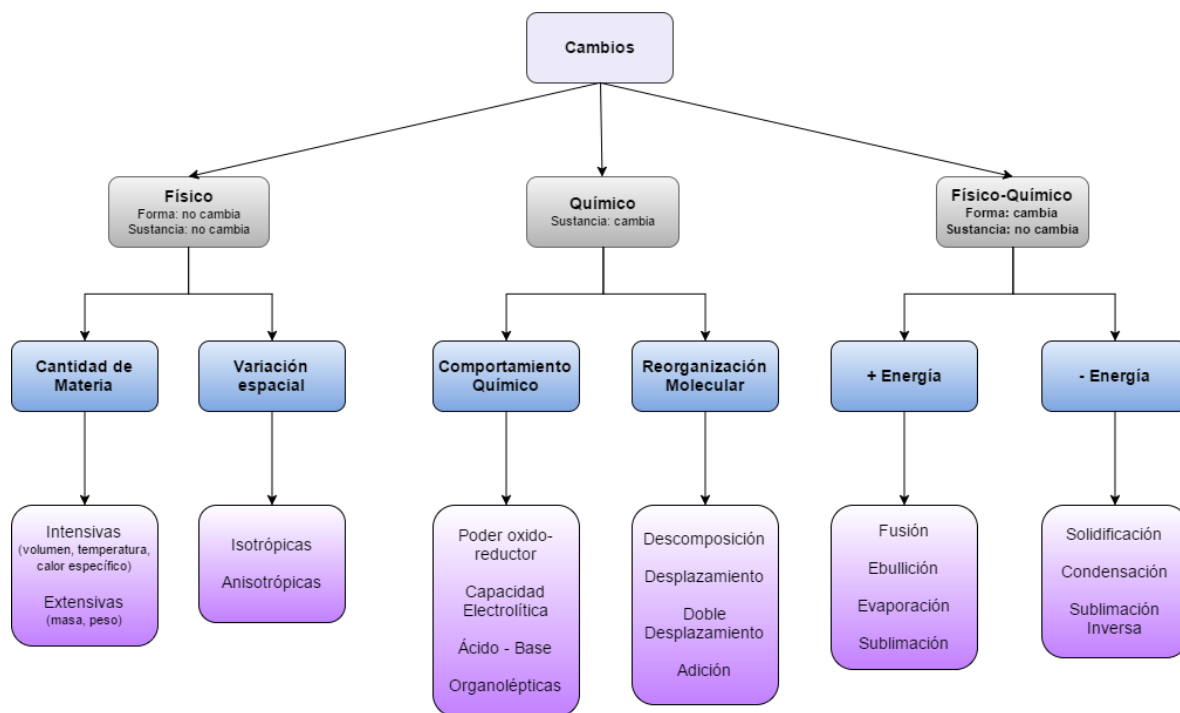 Cambios
Físico
Forma: no cambia
Sustancia: no cambia
Químico
Sustancia: cambia
Físico-Químico
Forma: cambia
Sustancia: no cambia
Cantidad de
Materia
Variación
espacial
Comportamiento
Químico
Reorganización
Molecular
+ Energía
- Energía
Intensivas
(volumen, temperatura,
calor específico)
Extensivas
(masa, peso)
Isotrópicas
Anisotrópicas
Poder oxido-
reductor
Capacidad
Electrolítica
Ácido - Base
Organolépticas
Descomposición
Desplazamiento
Doble
Desplazamiento
Adición
Fusión
Ebullición
Evaporación
Sublimación
Solidificación
Condensación
Sublimación
Inversa